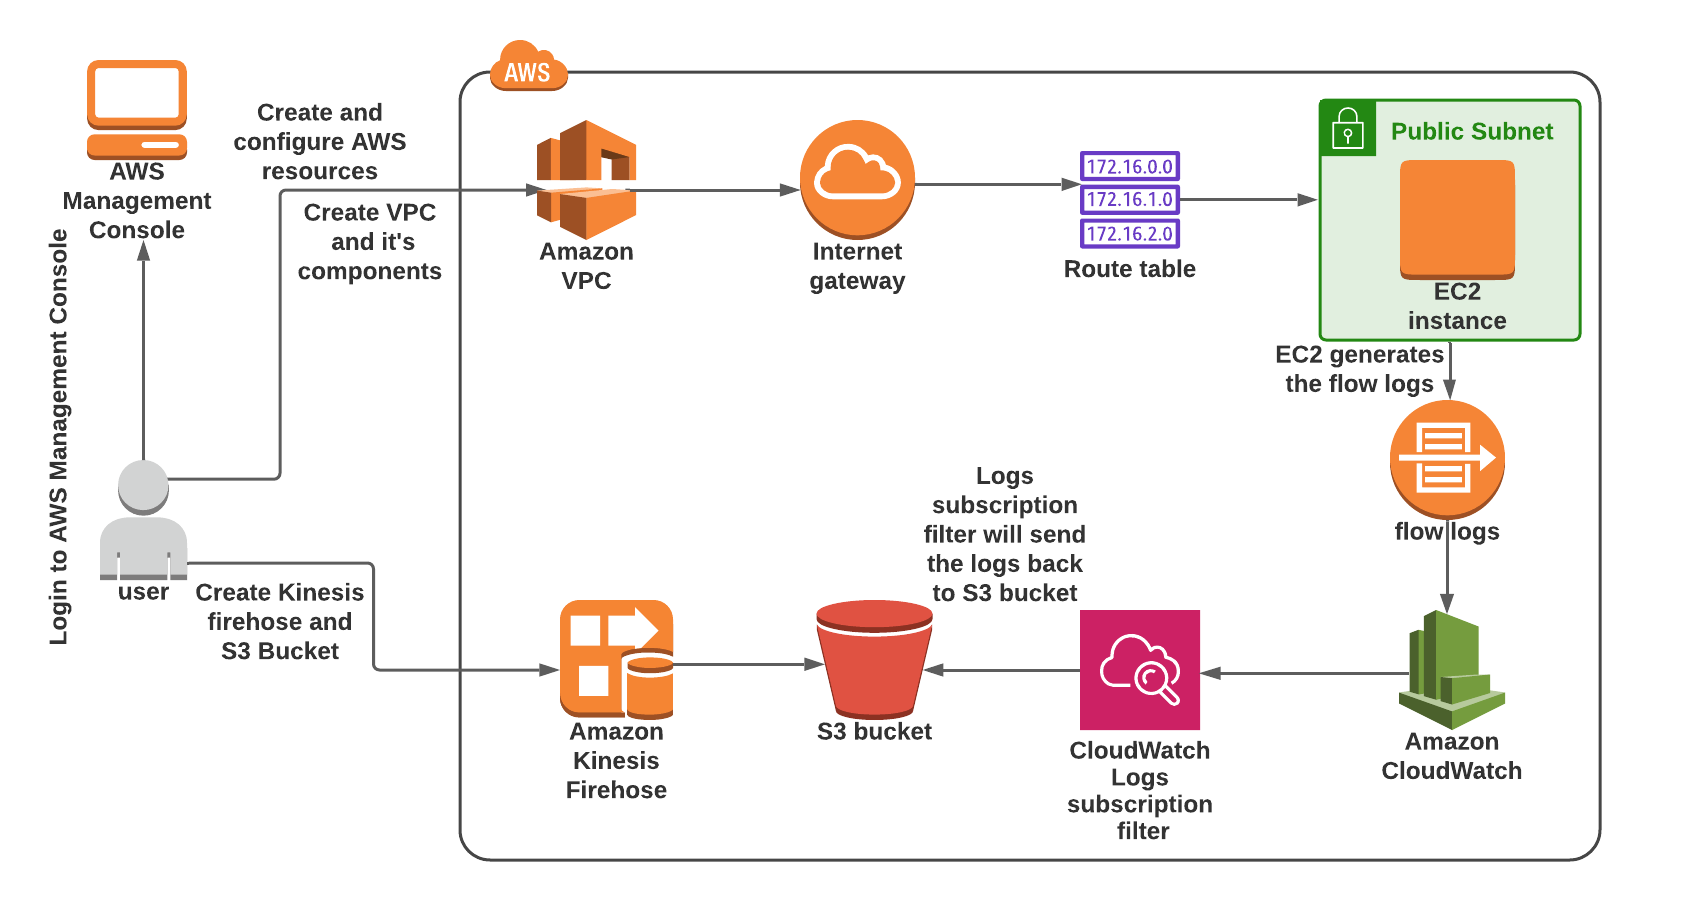 AWS
AWS
Management
Console
Create and
configure AWS
resources
Create VPC
and it's
components
Login to AWS Management Console
user
Create Kinesis
firehose and
S3 Bucket
Amazon
VPC
Internet
gateway
172.16.0.0
172.16.1.0
172.16.2.0
Route table
Public Subnet
EC2
instance
EC2 generates
the flow logs
flow logs
Logs
subscription
filter will send
the logs back
to S3 bucket
Amazon
Kinesis
Firehose
S3 bucket
CloudWatch
Logs
subscription
filter
Amazon
CloudWatch